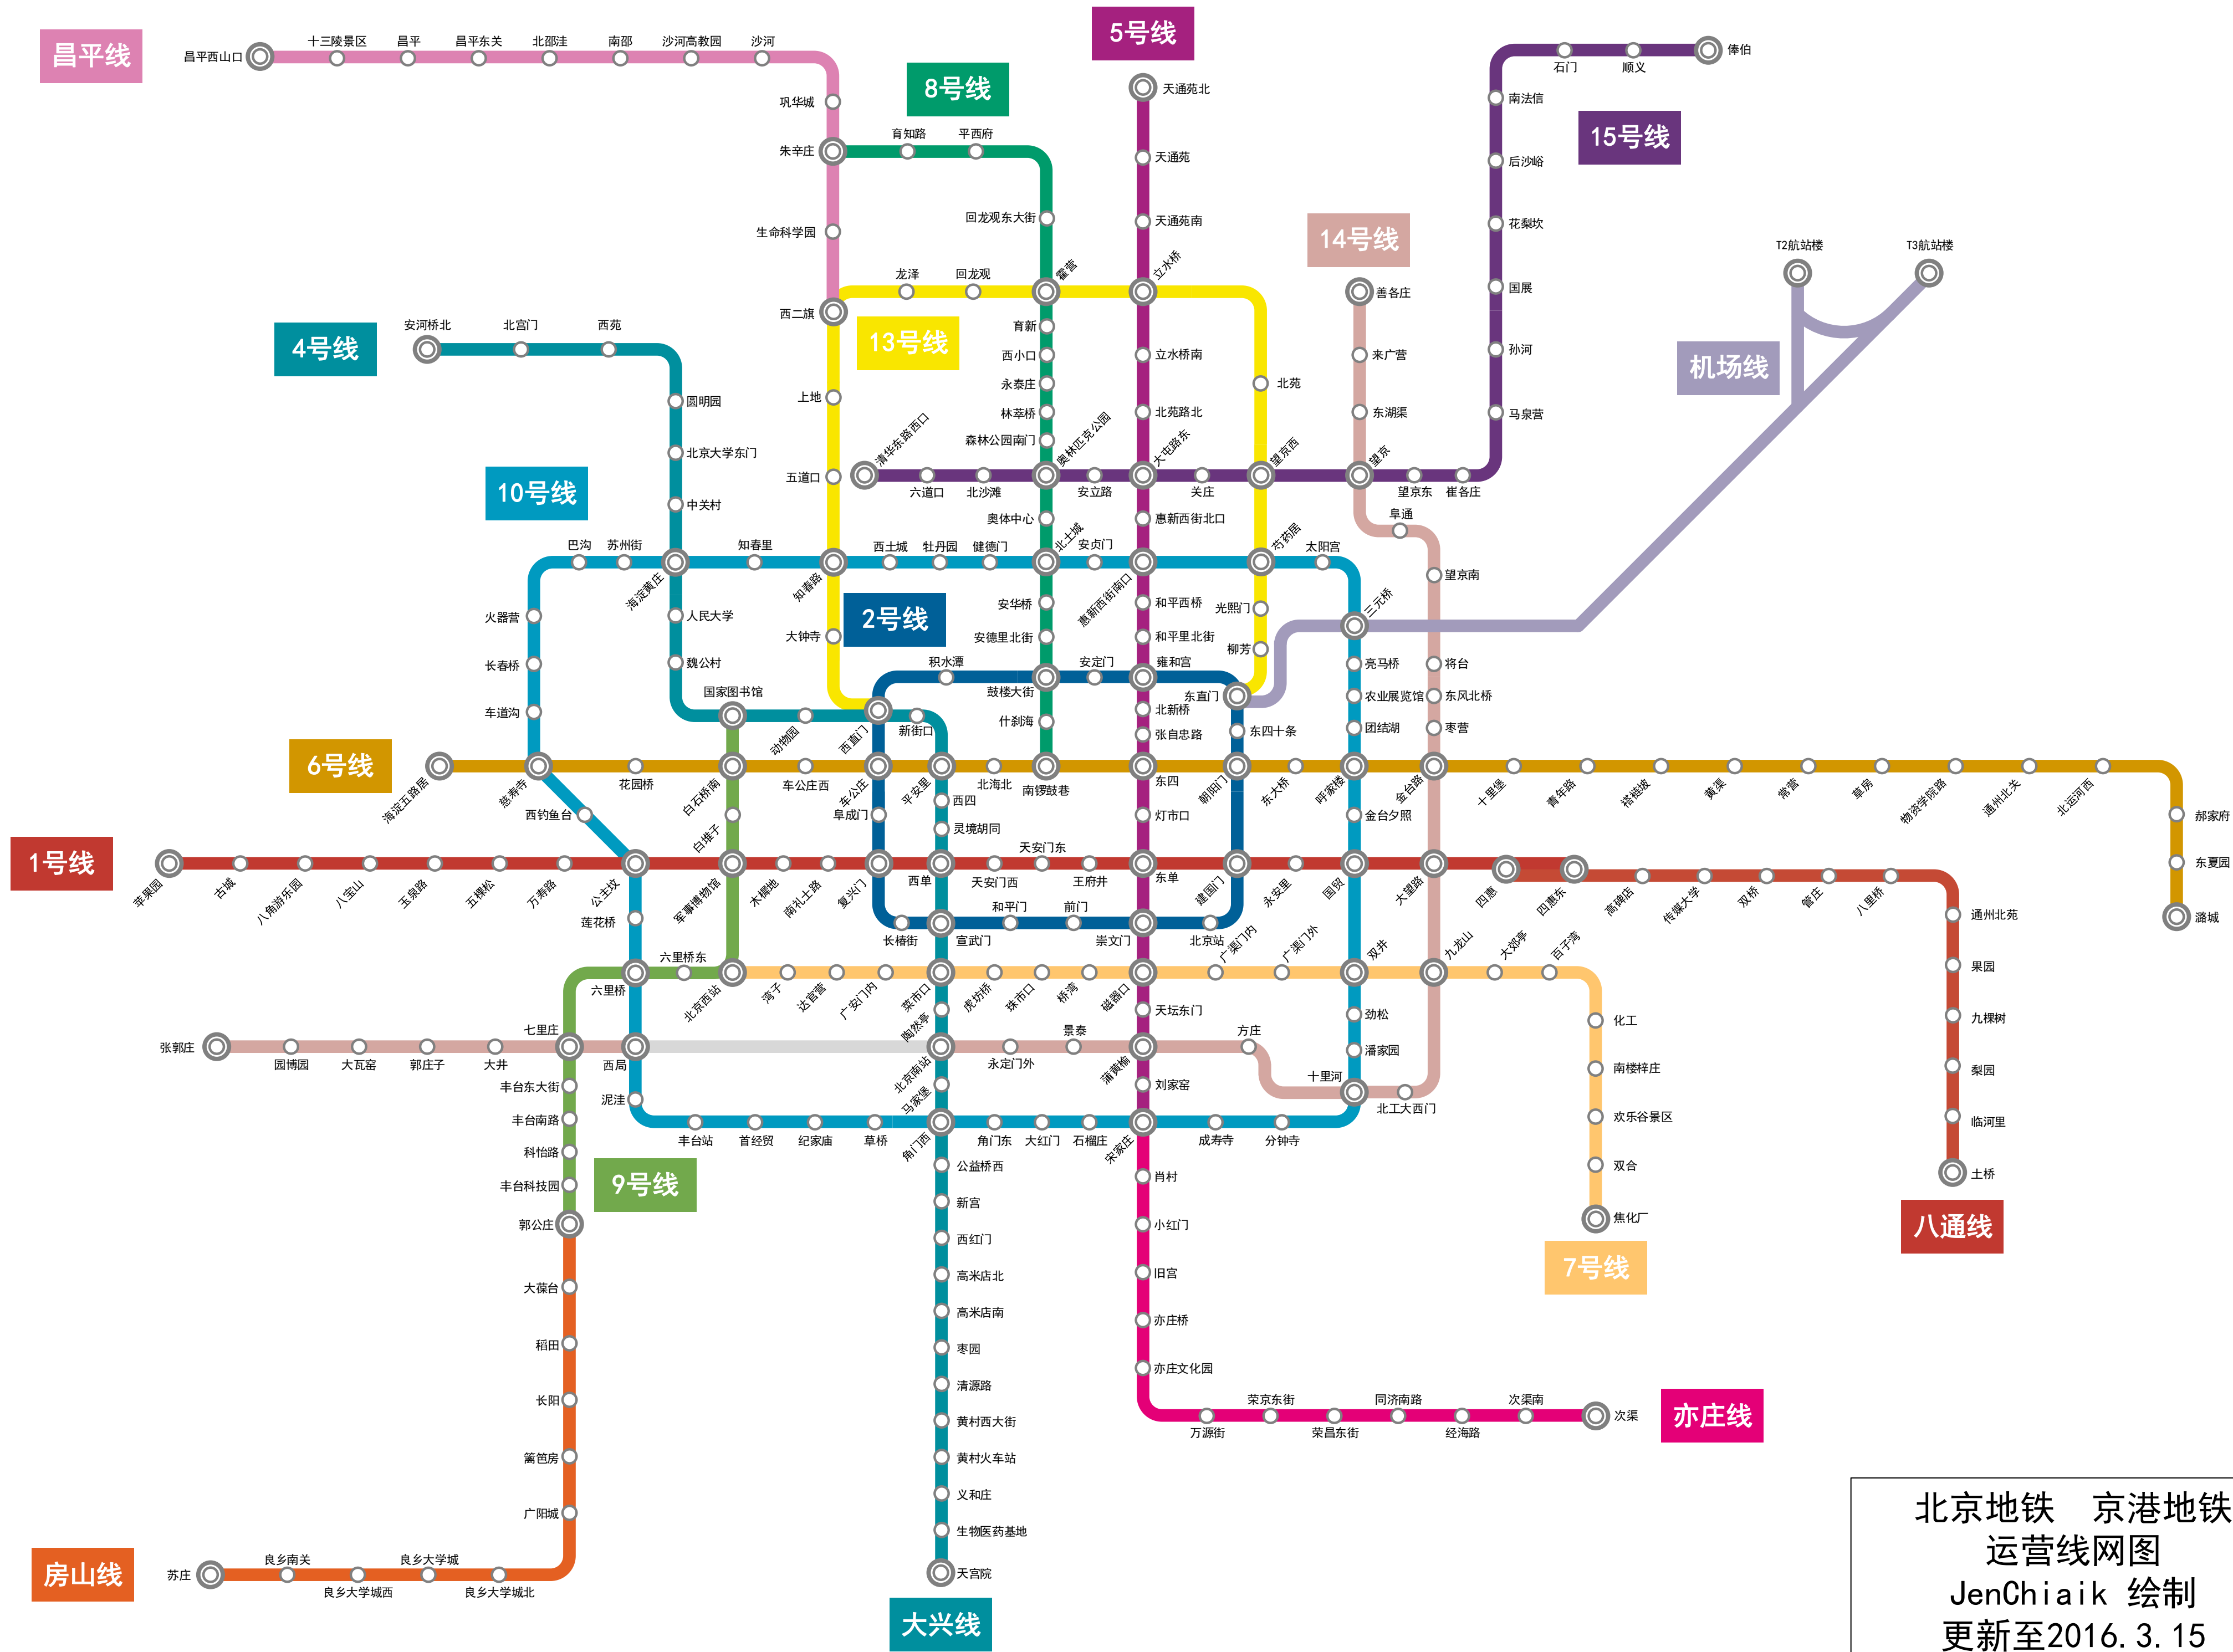 昌平线
昌平西山口
十三陵景区
昌平
昌平东关
北邵洼
南邵
沙河高教园
沙河
巩华城
朱辛庄
生命科学园
西二旗
8号线
育知路
平西府
回龙观东大街
霍营
育新
西小口
永泰庄
林萃桥
森林公园南门
奥林匹克公园
奥体中心
北土城
安华桥
安德里北街
鼓楼大街
什刹海
南锣鼓巷
5号线
天通苑北
天通苑
天通苑南
立水桥
立水桥南
北苑路北
大屯路东
惠新西街北口
惠新西街南口
和平西桥
和平里北街
雍和宫
北新桥
张自忠路
东四
灯市口
东单
崇文门
磁器口
天坛东门
蒲黄榆
刘家窑
宋家庄
15号线
俸伯
顺义
石门
南法信
后沙峪
花梨坎
国展
孙河
马泉营
崔各庄
望京东
望京
望京西
关庄
安立路
北沙滩
六道口
清华东路西口
14号线
善各庄
来广营
东湖渠
阜通
望京南
将台
东风北桥
枣营
金台路
大望路
九龙山
北工大西门
十里河
方庄
景泰
永定门外
北京南站
西局
七里庄
大井
郭庄子
大瓦窑
园博园
张郭庄
机场线
T2航站楼
T3航站楼
三元桥
东直门
13号线
龙泽
回龙观
北苑
上地
五道口
知春路
大钟寺
西直门
芍药居
光熙门
柳芳
4号线
安河桥北
北宫门
西苑
圆明园
北京大学东门
中关村
海淀黄庄
人民大学
魏公村
国家图书馆
动物园
新街口
平安里
西四
灵境胡同
西单
宣武门
菜市口
陶然亭
马家堡
角门西
10号线
巴沟
苏州街
知春里
西土城
牡丹园
健德门
安贞门
太阳宫
亮马桥
农业展览馆
团结湖
呼家楼
金台夕照
国贸
双井
劲松
潘家园
分钟寺
成寿寺
石榴庄
大红门
角门东
草桥
纪家庙
首经贸
丰台站
泥洼
六里桥
莲花桥
公主坟
西钓鱼台
慈寿寺
车道沟
长春桥
火器营
2号线
积水潭
安定门
东四十条
朝阳门
建国门
北京站
前门
和平门
长椿街
复兴门
阜成门
车公庄
6号线
海淀五路居
花园桥
白石桥南
车公庄西
北海北
东大桥
十里堡
青年路
褡裢坡
黄渠
常营
草房
物资学院路
通州北关
北运河西
郝家府
东夏园
潞城
1号线
苹果园
古城
八角游乐园
八宝山
玉泉路
五棵松
万寿路
军事博物馆
木樨地
南礼士路
天安门西
天安门东
王府井
永安里
四惠
四惠东
高碑店
传媒大学
双桥
管庄
八里桥
通州北苑
果园
九棵树
梨园
临河里
土桥
八通线
9号线
白堆子
北京西站
六里桥东
丰台东大街
丰台南路
科怡路
丰台科技园
郭公庄
湾子
达官营
广安门内
虎坊桥
珠市口
桥湾
广渠门内
广渠门外
大郊亭
百子湾
化工
南楼梓庄
欢乐谷景区
双合
焦化厂
7号线
大葆台
稻田
长阳
篱笆房
广阳城
良乡大学城北
良乡大学城
良乡大学城西
良乡南关
苏庄
房山线
公益桥西
新宫
西红门
高米店北
高米店南
枣园
清源路
黄村西大街
黄村火车站
义和庄
生物医药基地
天宫院
大兴线
肖村
小红门
旧宫
亦庄桥
亦庄文化园
万源街
荣京东街
荣昌东街
同济南路
经海路
次渠南
次渠
亦庄线
北京地铁 京港地铁
运营线网图
JenChiaik 绘制
更新至2016.3.15